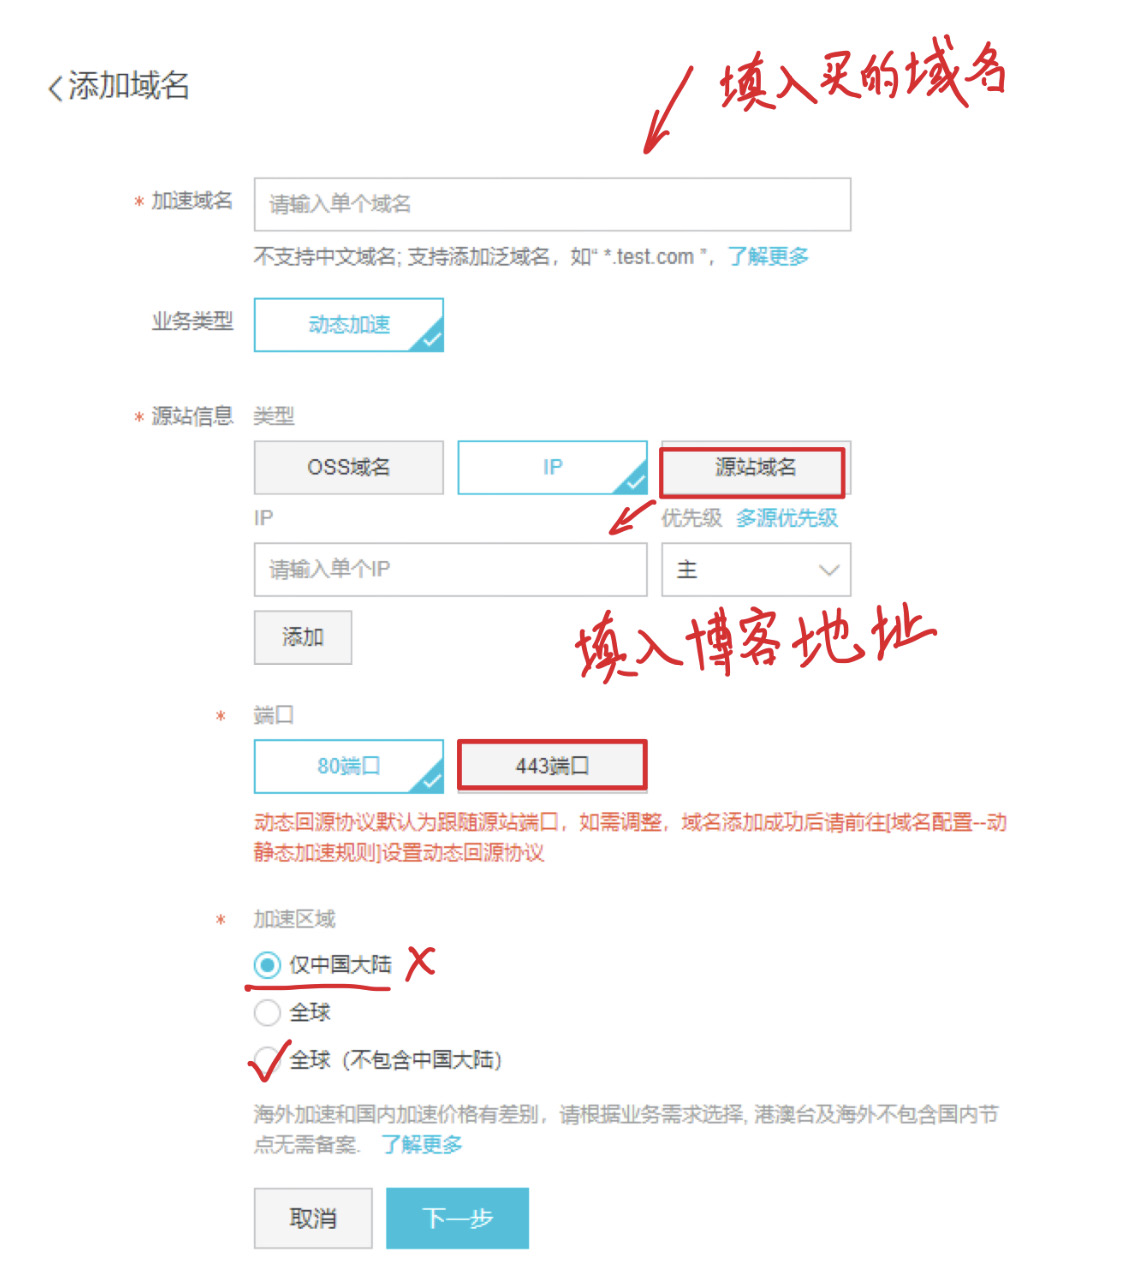 填入买的域名
添加域名
* 加速域名 请输入单个域名
不支持中文域名; 支持添加泛域名，如“ *.test.com ”，了解更多
业务类型 动态加速
* 源站信息 类型
OSS域名 IP 源站域名
IP 优先级 多源优先级
请输入单个IP 主
添加
填入博客地址
* 端口
80端口 443端口
动态回源协议默认为跟随源站端口，如需调整，域名添加成功后请前往[域名配置--动
静态加速规则]设置动态回源协议
* 加速区域
仅中国大陆
全球
全球（不包含中国大陆）
海外加速和国内加速价格有差别，请根据业务需求选择, 港澳台及海外不包含国内节
点无需备案. 了解更多
取消 下一步